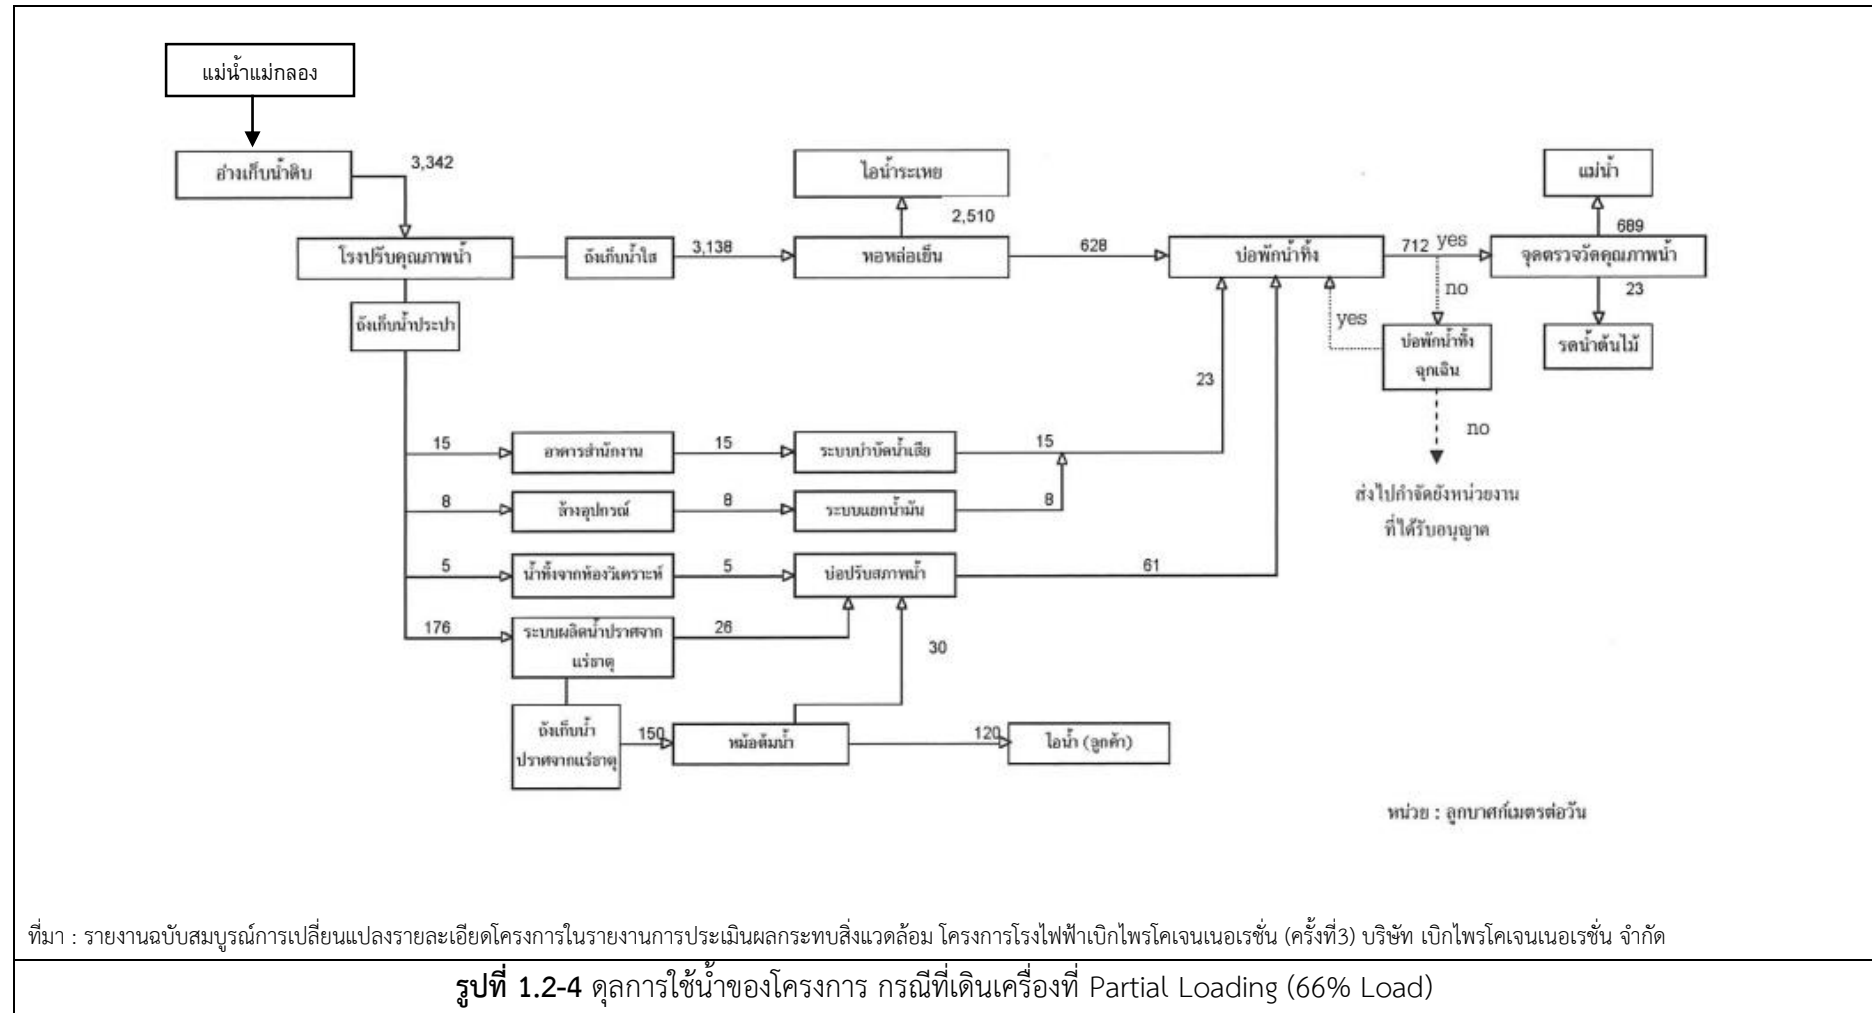 แม่น้ำแม่กลอง
อ่างเก็บน้ำดิบ
3,342
ไอน้ำระเหย
แม่น้ำ
2,510
689
โรงปรับคุณภาพน้ำ
ถังเก็บน้ำใส
3,138
หอหล่อเย็น
628
บ่อพักน้ำทิ้ง
712
yes
จุดตรวจวัดคุณภาพน้ำ
no
23
ถังเก็บน้ำประปา
yes
บ่อพักน้ำทิ้ง
ฉุกเฉิน
รดน้ำต้นไม้
23
no
15
อาคารสำนักงาน
15
ระบบบำบัดน้ำเสีย
15
8
ล้างอุปกรณ์
8
ระบบแยกน้ำมัน
8
ส่งไปกำจัดยังหน่วยงาน
ที่ได้รับอนุญาต
5
น้ำทิ้งจากห้องวิเคราะห์
5
บ่อปรับสภาพน้ำ
61
176
ระบบผลิตน้ำปราศจาก
แร่ธาตุ
26
30
ถังเก็บน้ำ
ปราศจากแร่ธาตุ
150
หม้อต้มน้ำ
120
ไอน้ำ (ลูกค้า)
หน่วย : ลูกบาศก์เมตรต่อวัน
ที่มา : รายงานฉบับสมบูรณ์การเปลี่ยนแปลงรายละเอียดโครงการในรายงานการประเมินผลกระทบสิ่งแวดล้อม โครงการโรงไฟฟ้าเบิกไพรโคเจนเนอเรชั่น (ครั้งที่3) บริษัท เบิกไพรโคเจนเนอเรชั่น จำกัด
รูปที่ 1.2-4 ดุลการใช้น้ำของโครงการ กรณีที่เดินเครื่องที่ Partial Loading (66% Load)